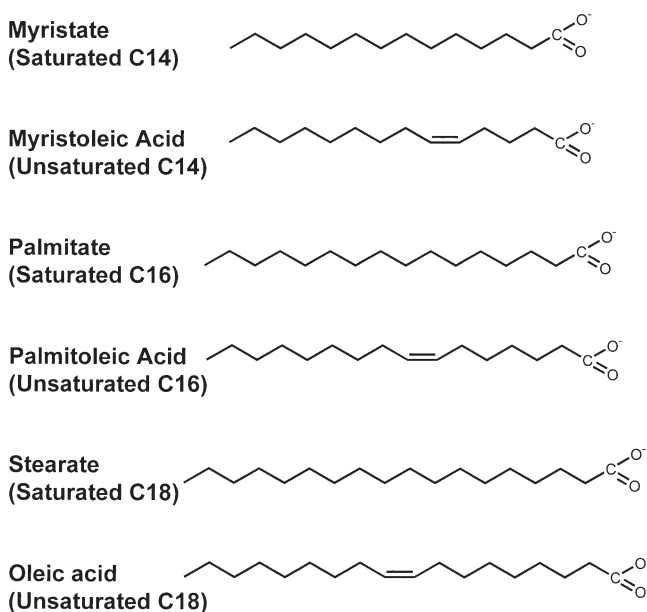 Myristate
(Saturated C14)
C
O-
O
Myristoleic Acid
(Unsaturated C14)
C
O-
O
Palmitate
(Saturated C16)
C
O-
O
Palmitoleic Acid
(Unsaturated C16)
C
O-
O
Stearate
(Saturated C18)
C
O-
O
Oleic acid
(Unsaturated C18)
C
O
O